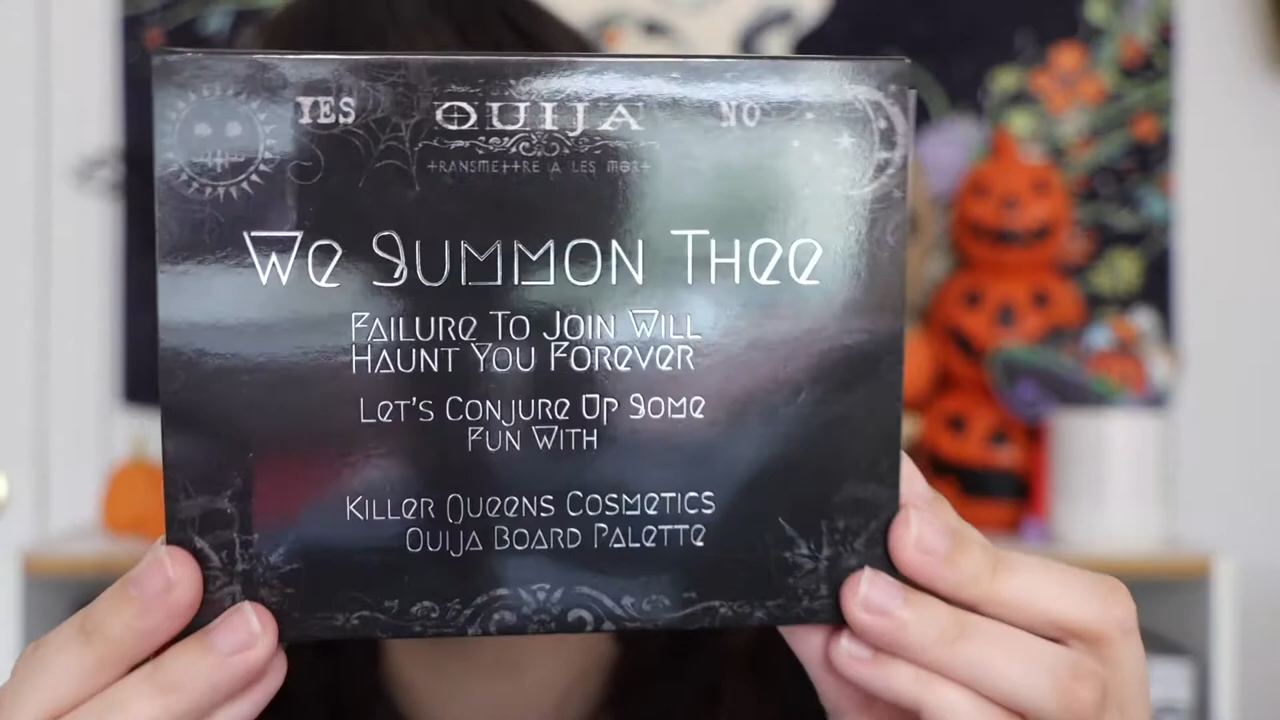 YES OUIJA NO
TRANSMETTRE A LES MORT
We Summon Thee
Failure To Join Will
Haunt You Forever
Let's Conjure Up Some
Fun With
Killer Queens Cosmetics
Ouija Board Palette